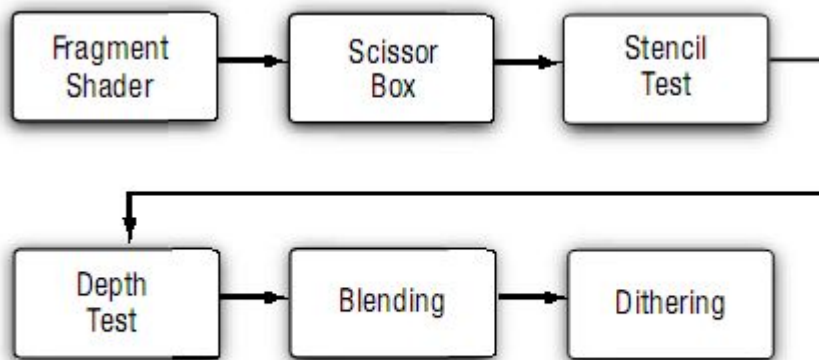 Fragment
Shader
Scissor
Box
Stencil
Test
Depth
Test
Blending
Dithering